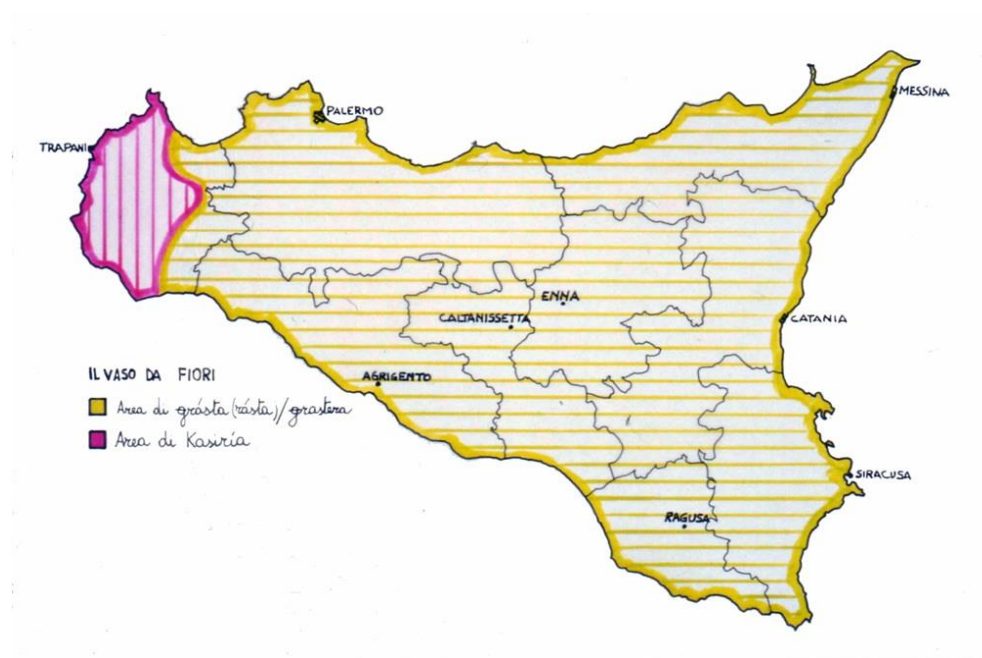 PALERMO
MESSINA
TRAPANI
ENNA
CALTANISSETTA
CATANIA
AGRIGENTO
IL VASO DA FIORI
Area di grásta (rásta)/grastera
Area di Kasiría
SIRACUSA
RAGUSA